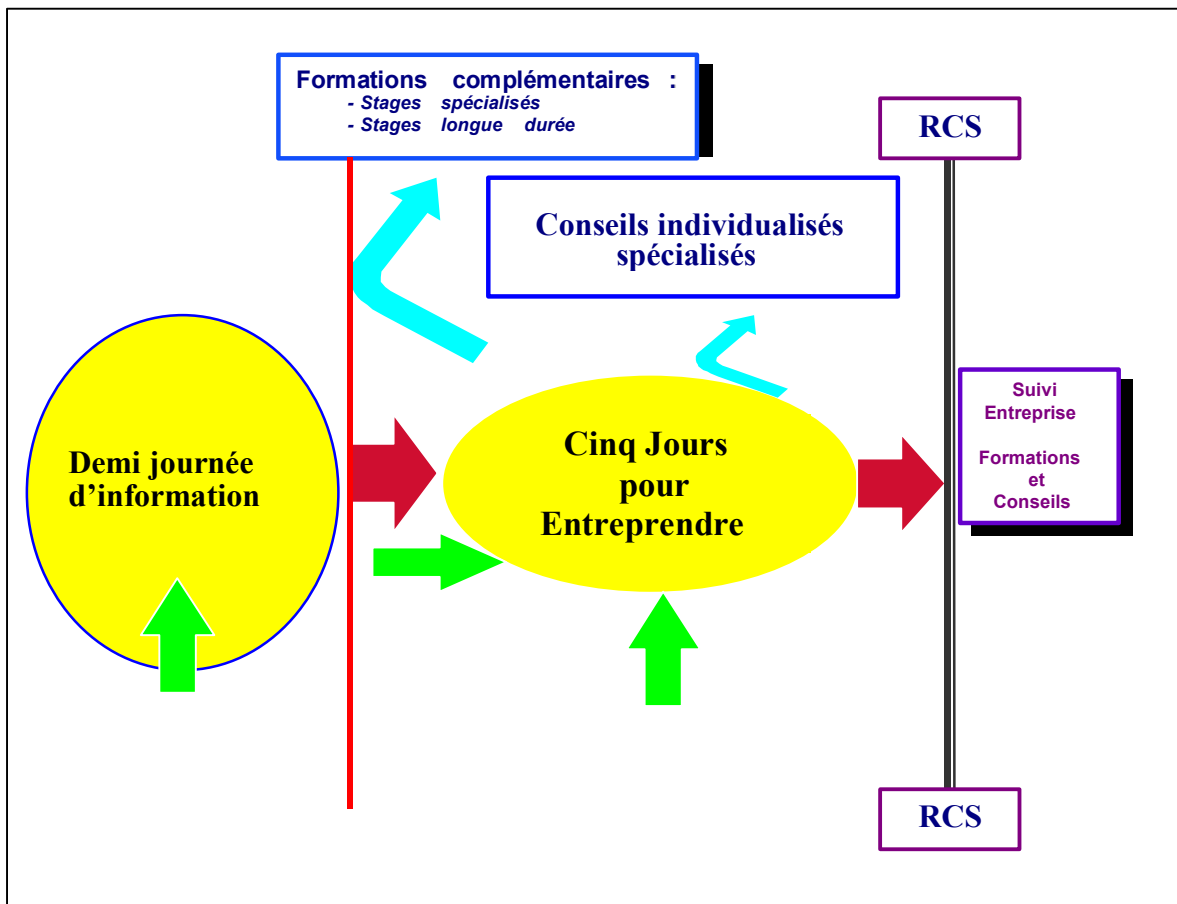 Formations complémentaires :
- Stages spécialisés
- Stages longue durée
RCS
Conseils individualisés
spécialisés
Demi journée
d’information
Cinq Jours
pour
Entreprendre
Suivi
Entreprise
Formations
et
Conseils
RCS